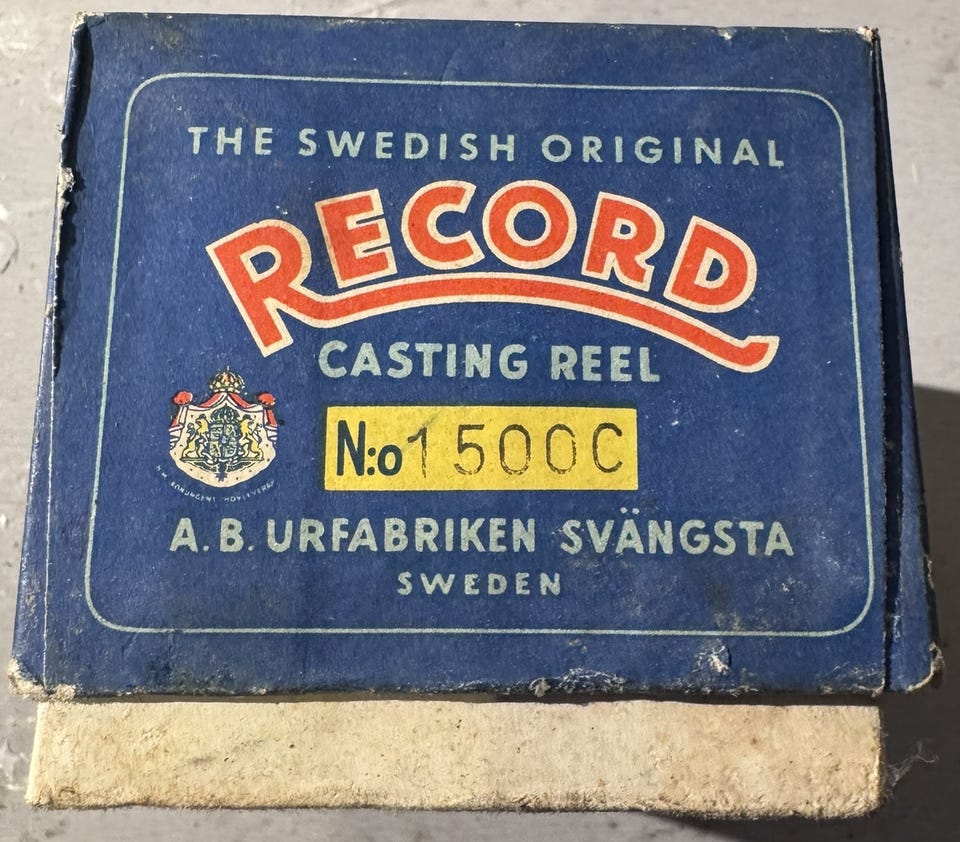 THE SWEDISH ORIGINAL
RECORD
CASTING REEL
N:o 1500C
A.B. URFABRIKEN SVÄNGSTA
SWEDEN